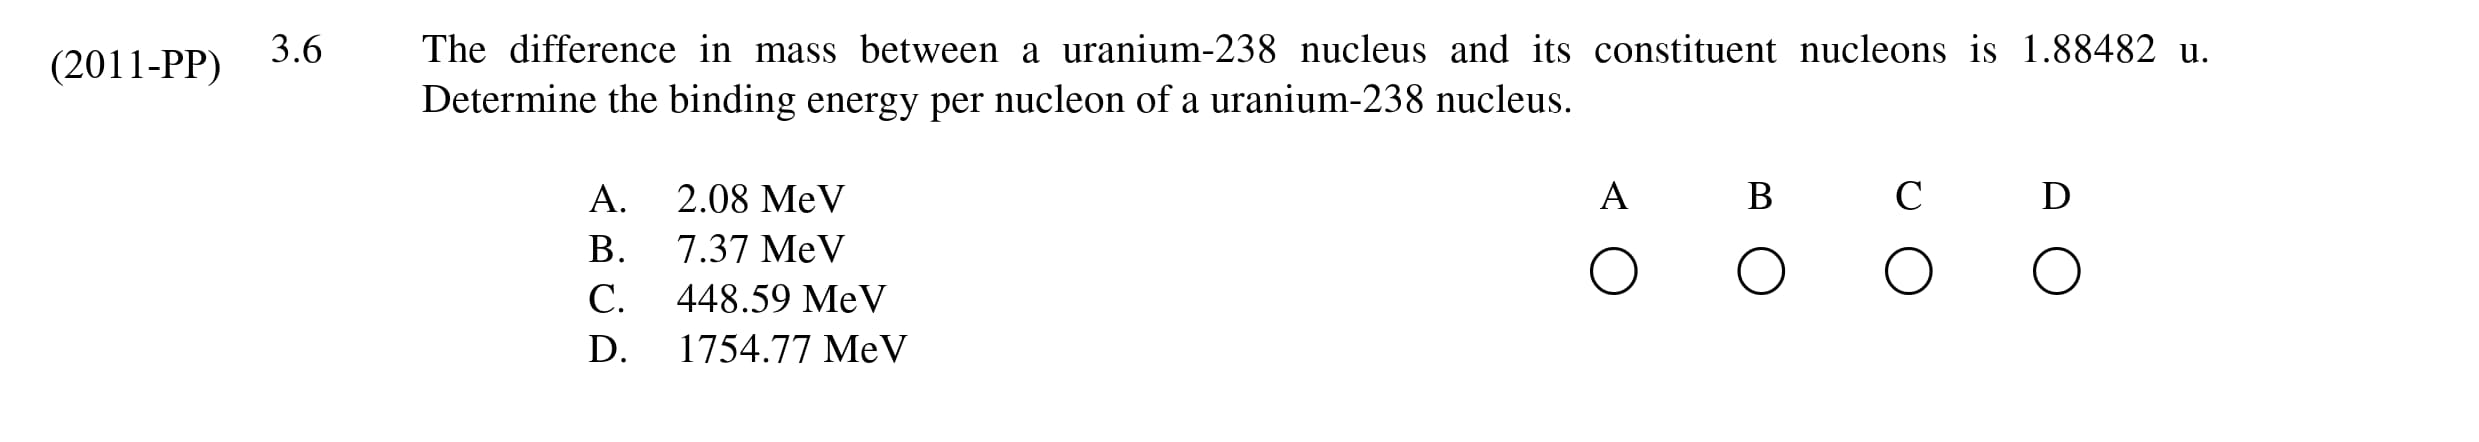 (2011-PP) 3.6 The difference in mass between a uranium-238 nucleus and its constituent nucleons is 1.88482 u.
Determine the binding energy per nucleon of a uranium-238 nucleus.
A. 2.08 MeV
B. 7.37 MeV
C. 448.59 MeV
D. 1754.77 MeV
A B C D